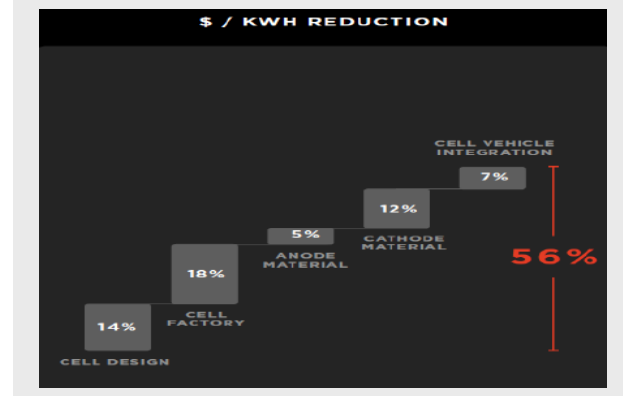 $ / KWH REDUCTION
CELL VEHICLE
INTEGRATION
7%
12%
5%
CATHODE
MATERIAL
ANODE
MATERIAL
56%
18%
CELL
FACTORY
14%
CELL DESIGN